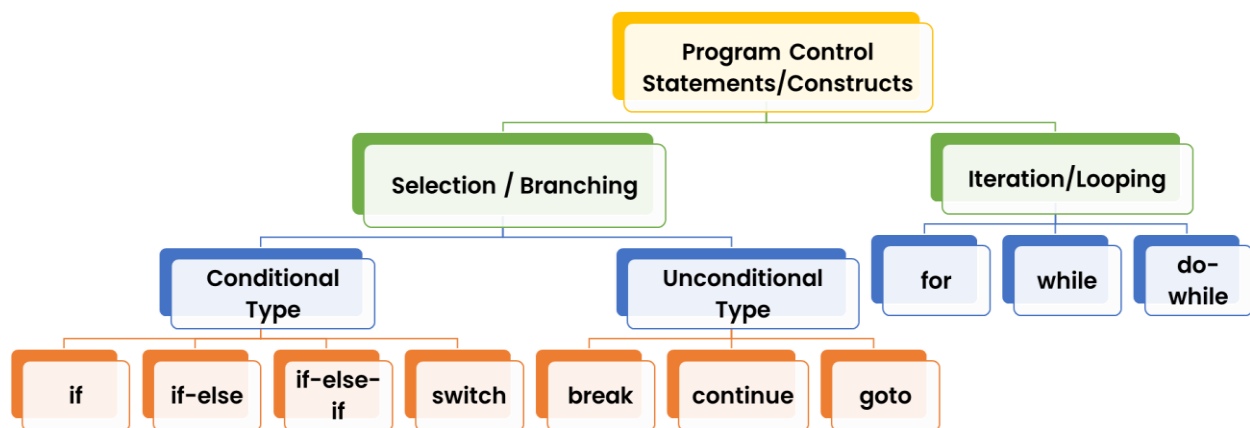 Program Control
Statements/Constructs
Selection / Branching
Iteration/Looping
Conditional
Type
Unconditional
Type
for
while
do-
while
if
if-else
if-else-
if
switch
break
continue
goto